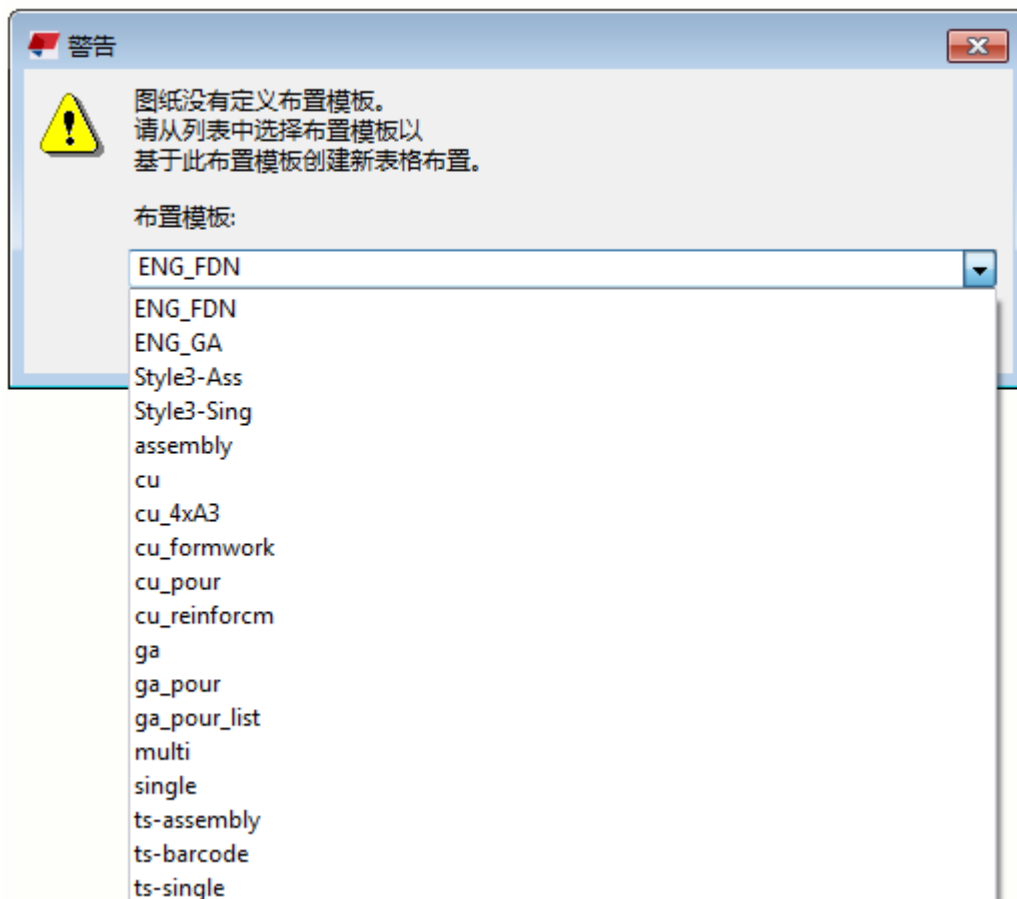 警告
图纸没有定义布置模板。
请从列表中选择布置模板以
基于此布置模板创建新表格布置。
布置模板:
ENG_FDN
ENG_FDN
ENG_GA
Style3-Ass
Style3-Sing
assembly
cu
cu_4xA3
cu_formwork
cu_pour
cu_reinforcm
ga
ga_pour
ga_pour_list
multi
single
ts-assembly
ts-barcode
ts-single